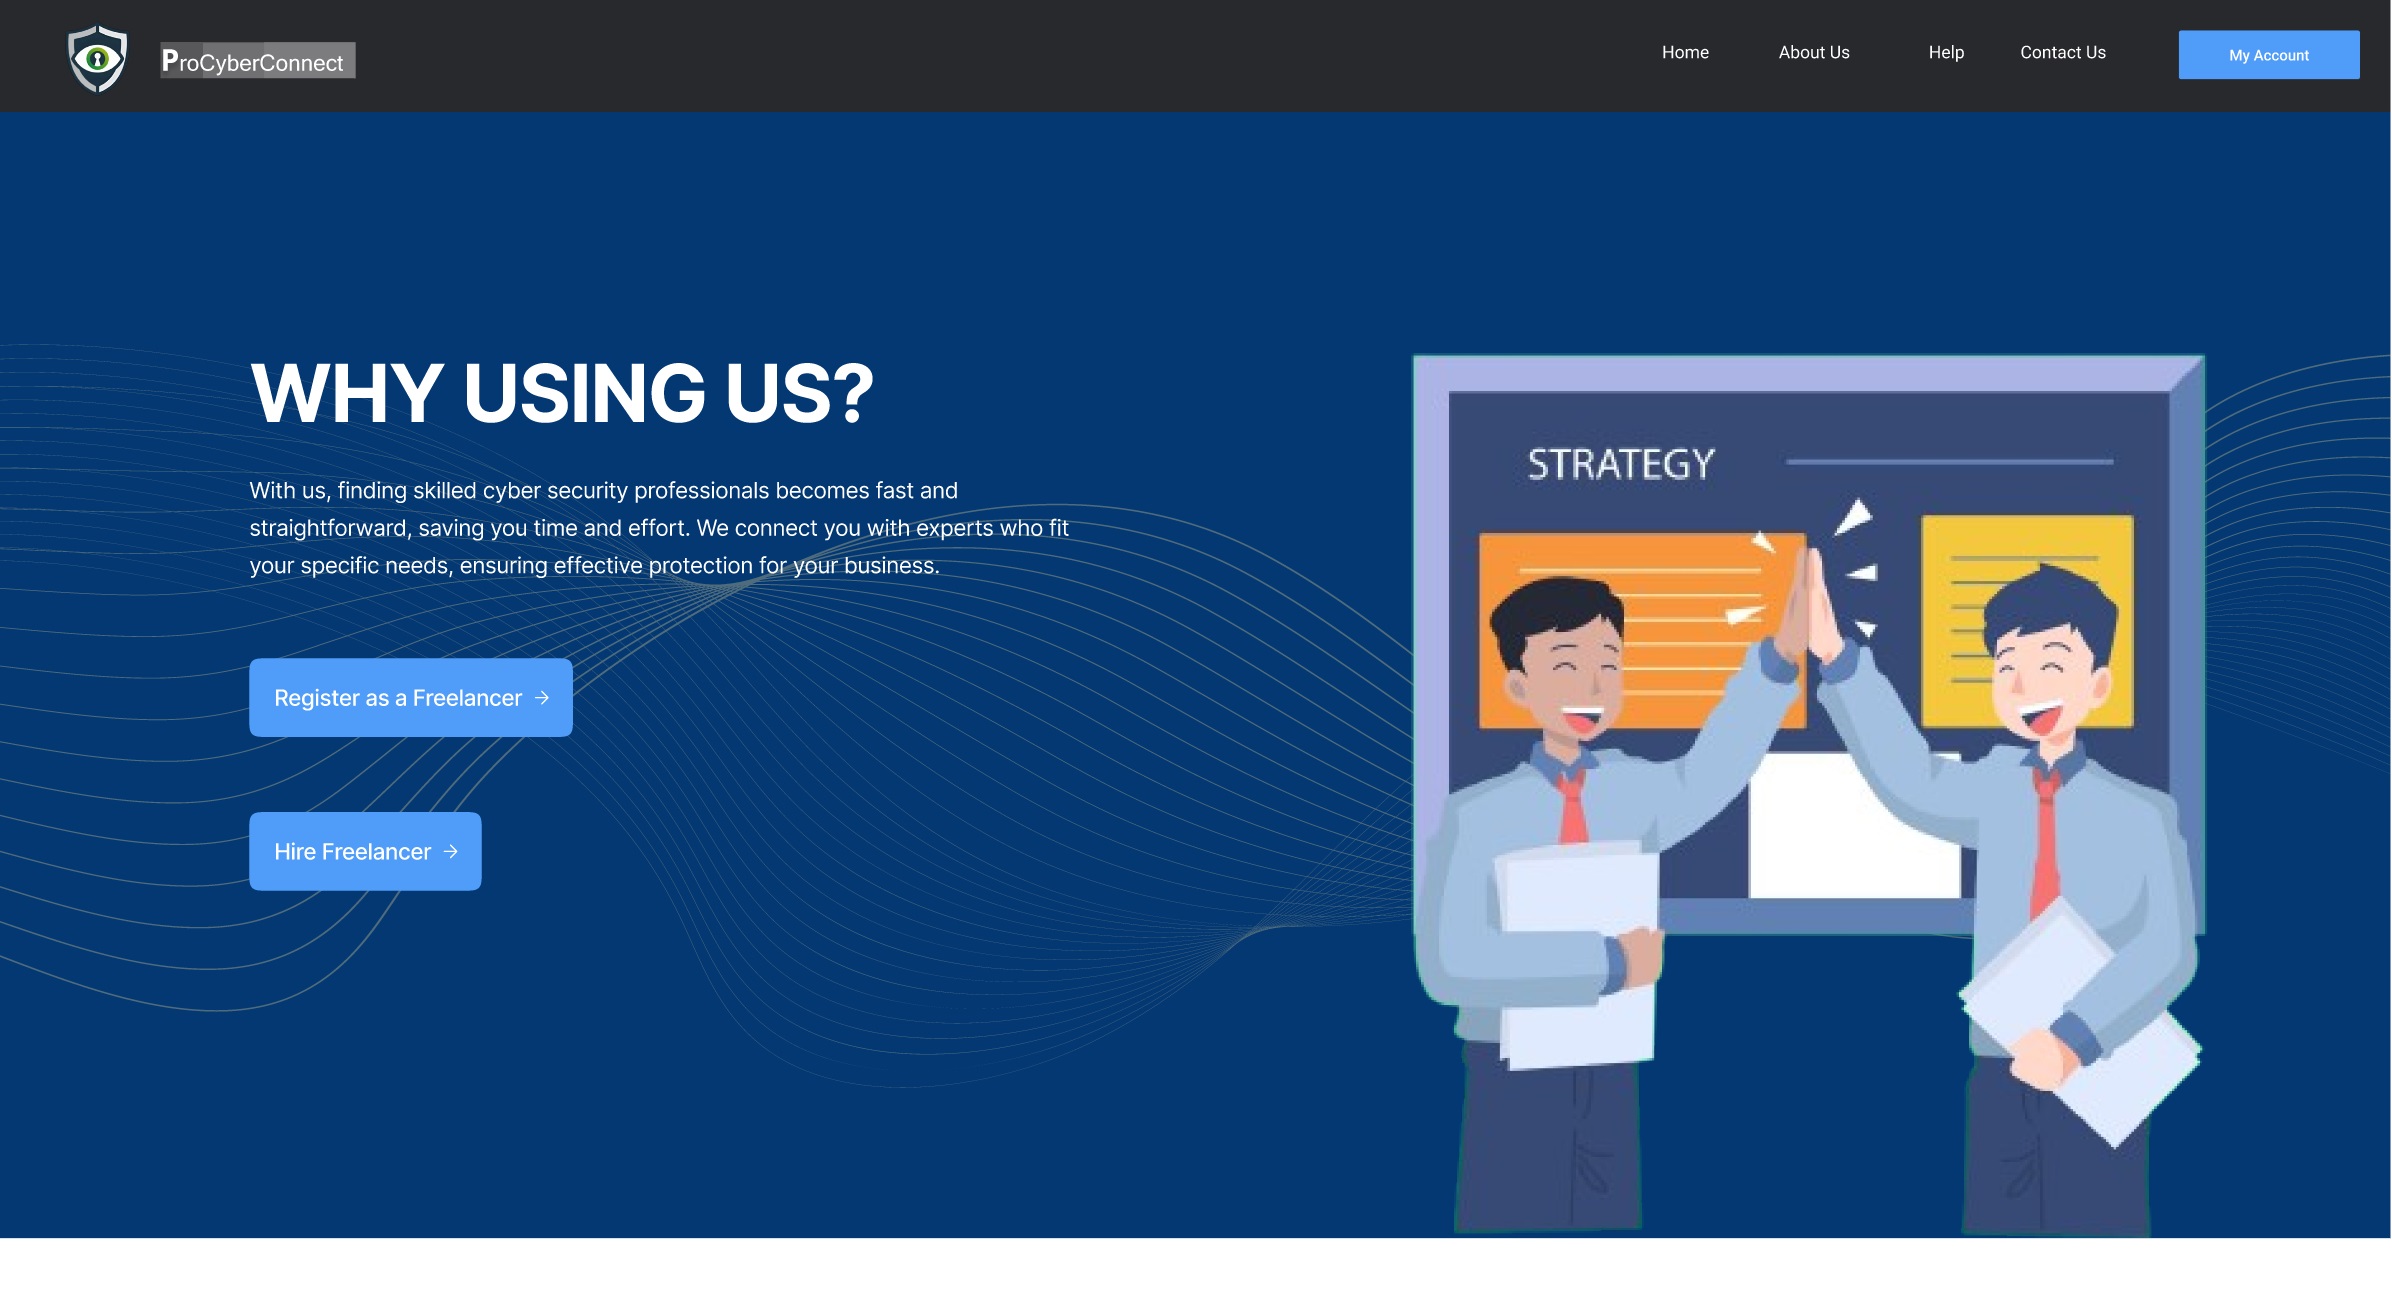 ProCyberConnect
Home
About Us
Help
Contact Us
My Account
WHY USING US?
With us, finding skilled cyber security professionals becomes fast and
straightforward, saving you time and effort. We connect you with experts who fit
your specific needs, ensuring effective protection for your business.
Register as a Freelancer →
Hire Freelancer →
STRATEGY